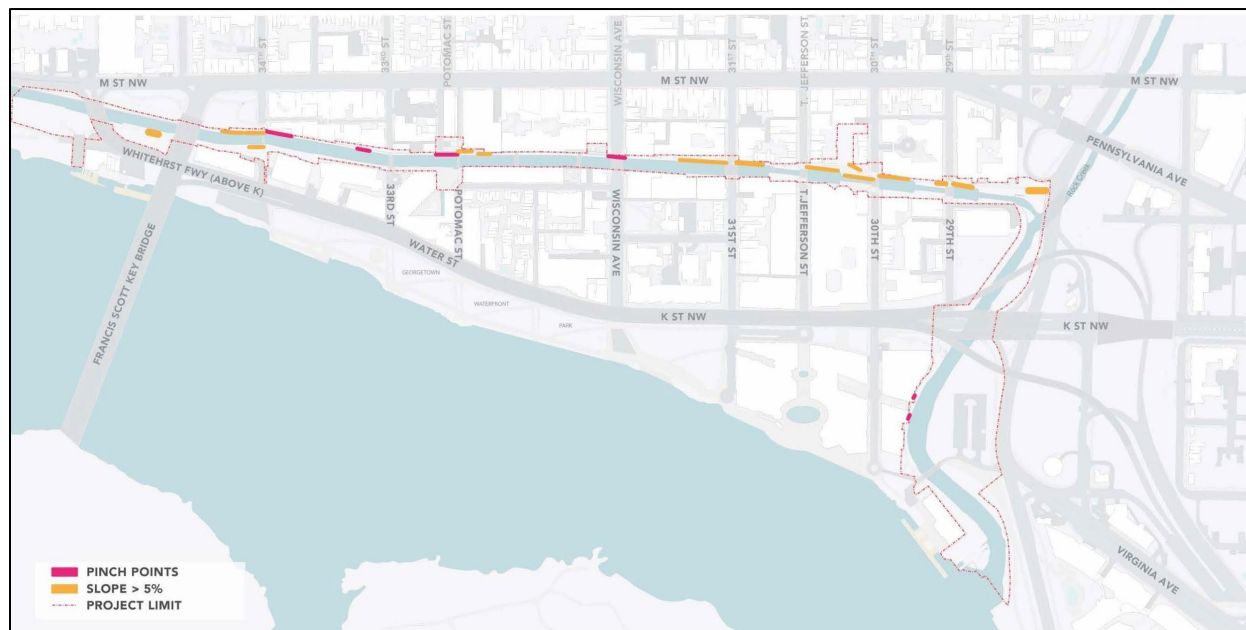 34TH ST
33RD ST
POTOMAC ST
WISCONSIN AVE
31ST ST
T. JEFFERSON ST
30TH ST
29TH ST
M ST NW
M ST NW
PENNSYLVANIA AVE
Rock Creek
WHITEHRST FWY (ABOVE K)
33RD ST
POTOMAC ST
WISCONSIN AVE
31ST ST
T.JEFFERSON ST
30TH ST
29TH ST
WATER ST
GEORGETOWN
WATERFRONT
PARK
K ST NW
K ST NW
FRANCIS SCOTT KEY BRIDGE
VIRGINIA AVE
PINCH POINTS
SLOPE > 5%
PROJECT LIMIT